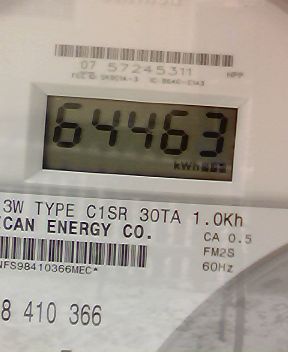 07 57245311 HPP
64463
kWh
3W TYPE C1SR 30TA 1.0Kh
CAN ENERGY CO. CA 0.5
FM2S
NFS98410366MEC* 60Hz
8 410 366